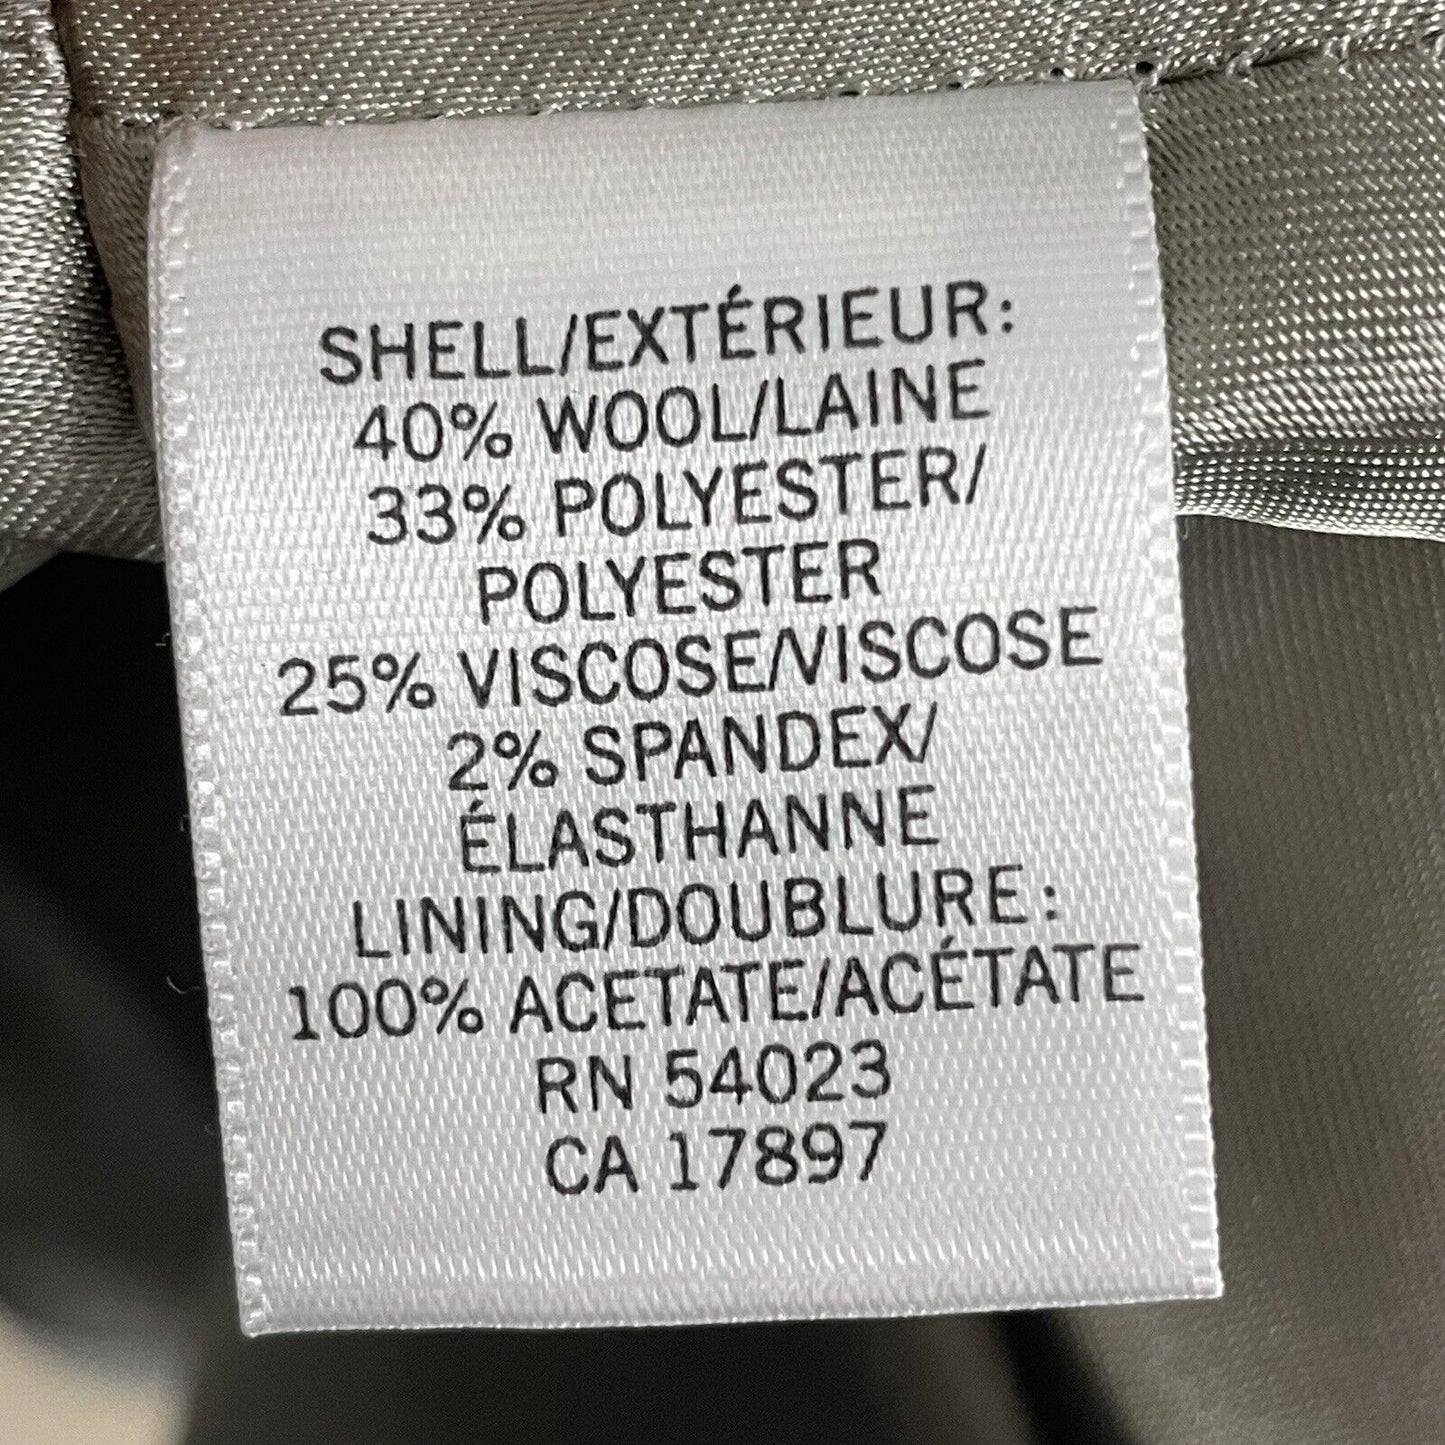 SHELL/EXTÉRIEUR:
40% WOOL/LAINE
33% POLYESTER/
POLYESTER
25% VISCOSE/VISCOSE
2% SPANDEX/
ÉLASTHANNE
LINING/DOUBLURE:
100% ACETATE/ACÉTATE
RN 54023
CA 17897